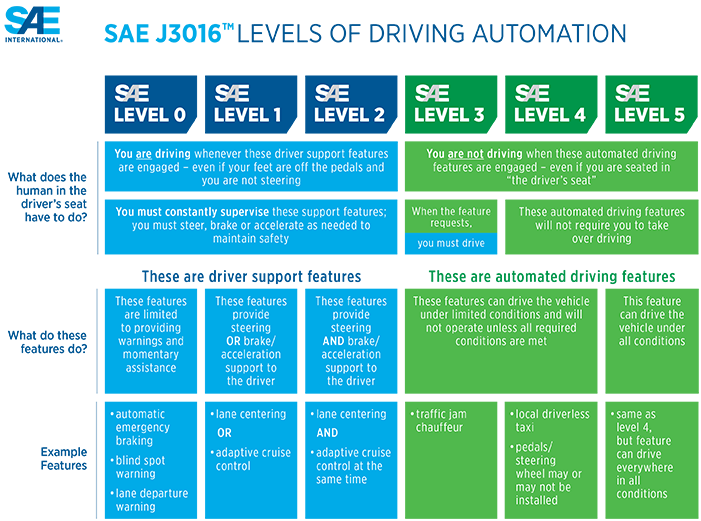 SAE
INTERNATIONAL®
SAE J3016™ LEVELS OF DRIVING AUTOMATION
SAE
LEVEL 0
SAE
LEVEL 1
SAE
LEVEL 2
SAE
LEVEL 3
SAE
LEVEL 4
SAE
LEVEL 5
What does the
human in the
driver's seat
have to do?
You are driving whenever these driver support features
are engaged – even if your feet are off the pedals and
you are not steering
You are not driving when these automated driving
features are engaged – even if you are seated in
“the driver's seat”
You must constantly supervise these support features;
you must steer, brake or accelerate as needed to
maintain safety
When the feature
requests,
you must drive
These automated driving features
will not require you to take
over driving
These are driver support features
These are automated driving features
What do these
features do?
These features
are limited
to providing
warnings and
momentary
assistance
These features
provide
steering
OR brake/
acceleration
support to
the driver
These features
provide
steering
AND brake/
acceleration
support to
the driver
These features can drive the vehicle
under limited conditions and will
not operate unless all required
conditions are met
This feature
can drive the
vehicle under
all conditions
Example
Features
• automatic
emergency
braking
• blind spot
warning
• lane departure
warning
• lane centering
OR
• adaptive cruise
control
• lane centering
AND
• adaptive cruise
control at the
same time
• traffic jam
chauffeur
• local driverless
taxi
• pedals/
steering
wheel may or
may not be
installed
• same as
level 4,
but feature
can drive
everywhere
in all
conditions